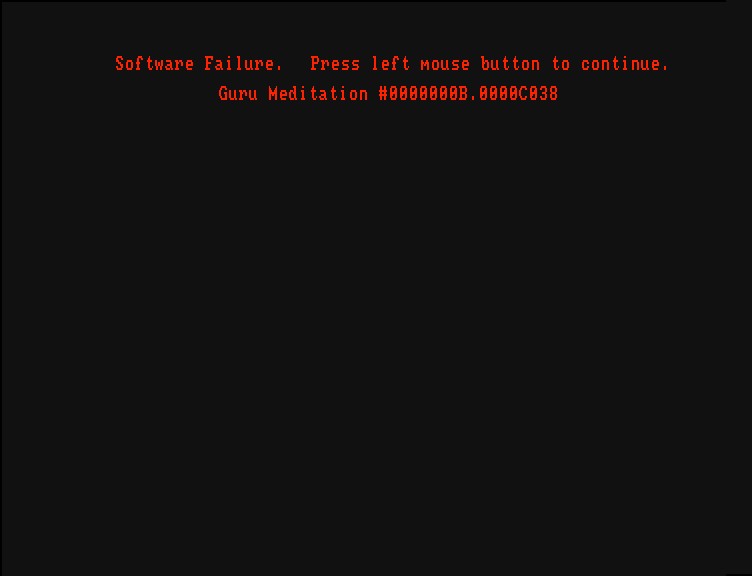 Software Failure.   Press left mouse button to continue.
Guru Meditation #0000000B.0000C038